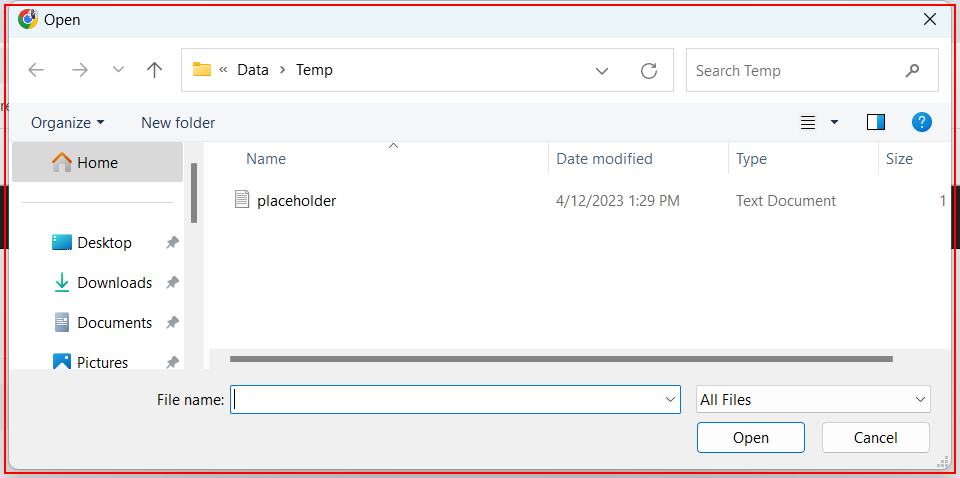 Open
« Data > Temp
Search Temp
Organize
New folder
?
Home
Desktop
Downloads
Documents
Pictures
Name
Date modified
Type
Size
placeholder
4/12/2023 1:29 PM
Text Document
1
File name:
All Files
Open
Cancel